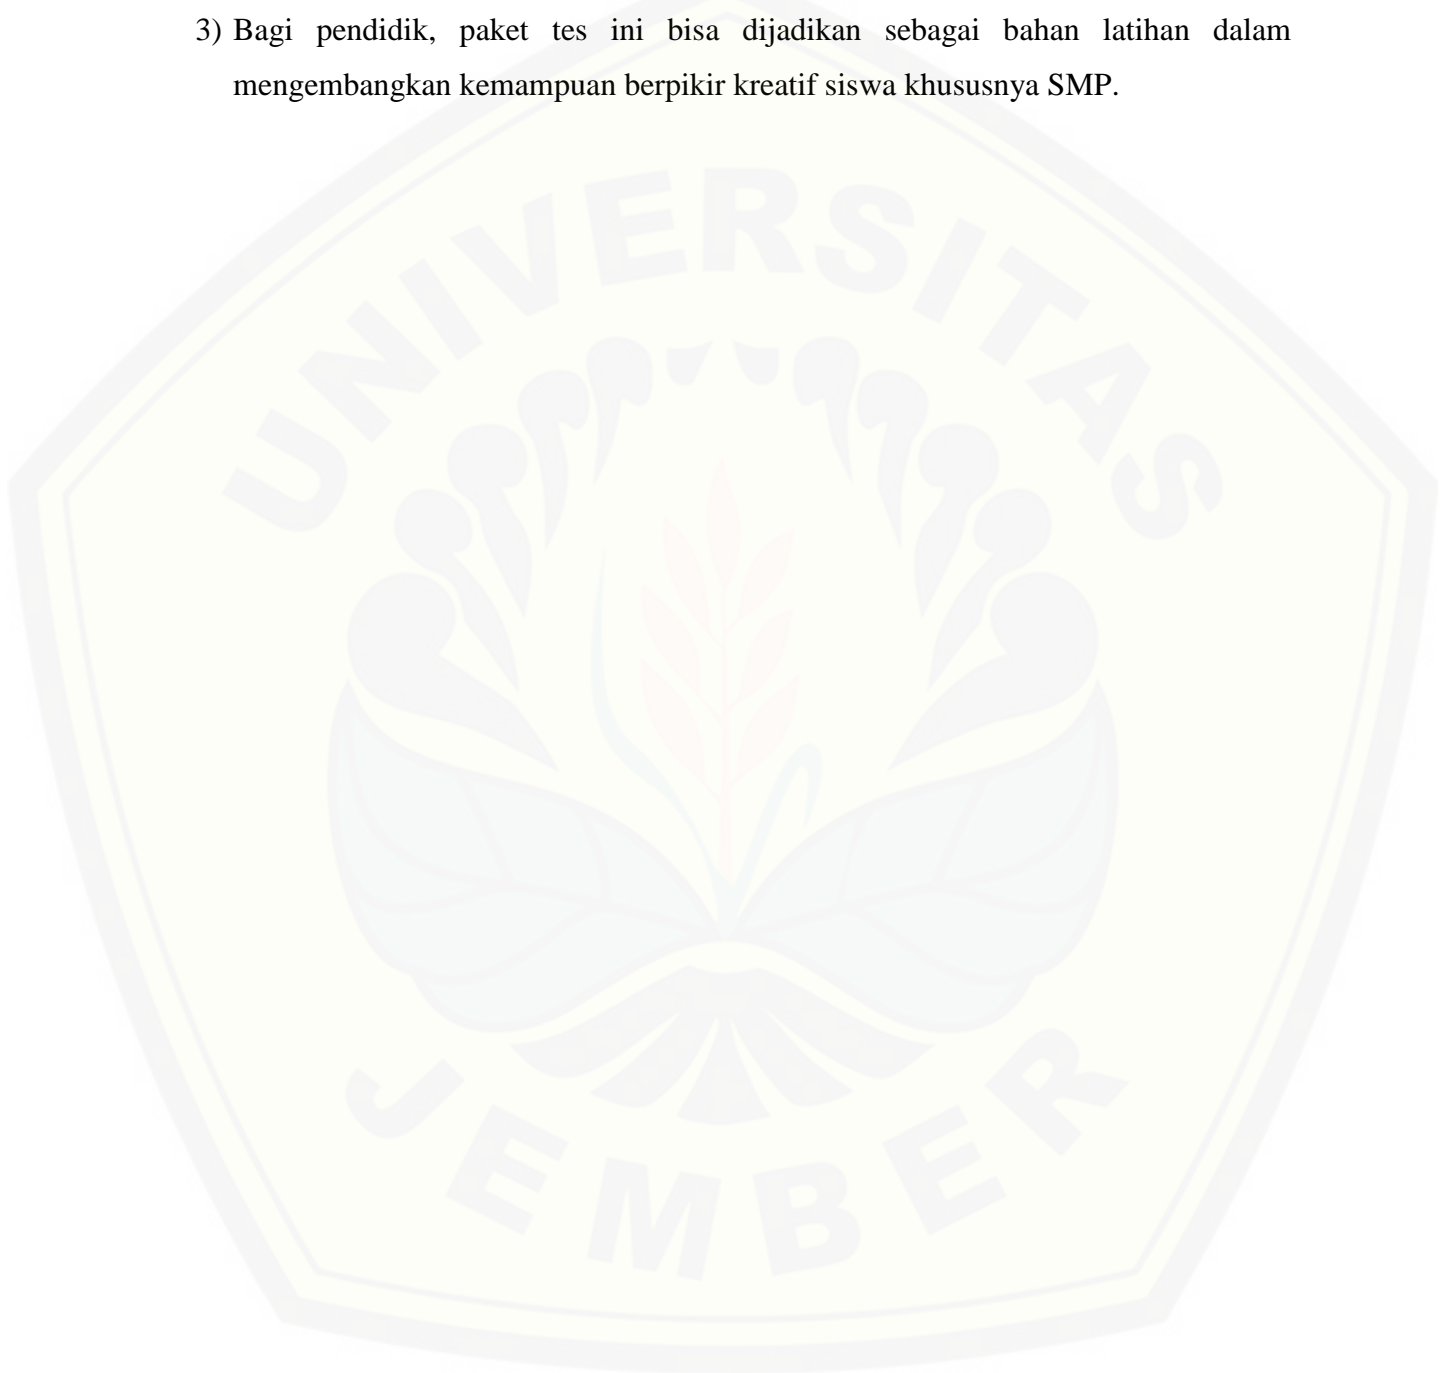 3) Bagi pendidik, paket tes ini bisa dijadikan sebagai bahan latihan dalam
mengembangkan kemampuan berpikir kreatif siswa khususnya SMP.
UNIVERSITAS
JEMBER